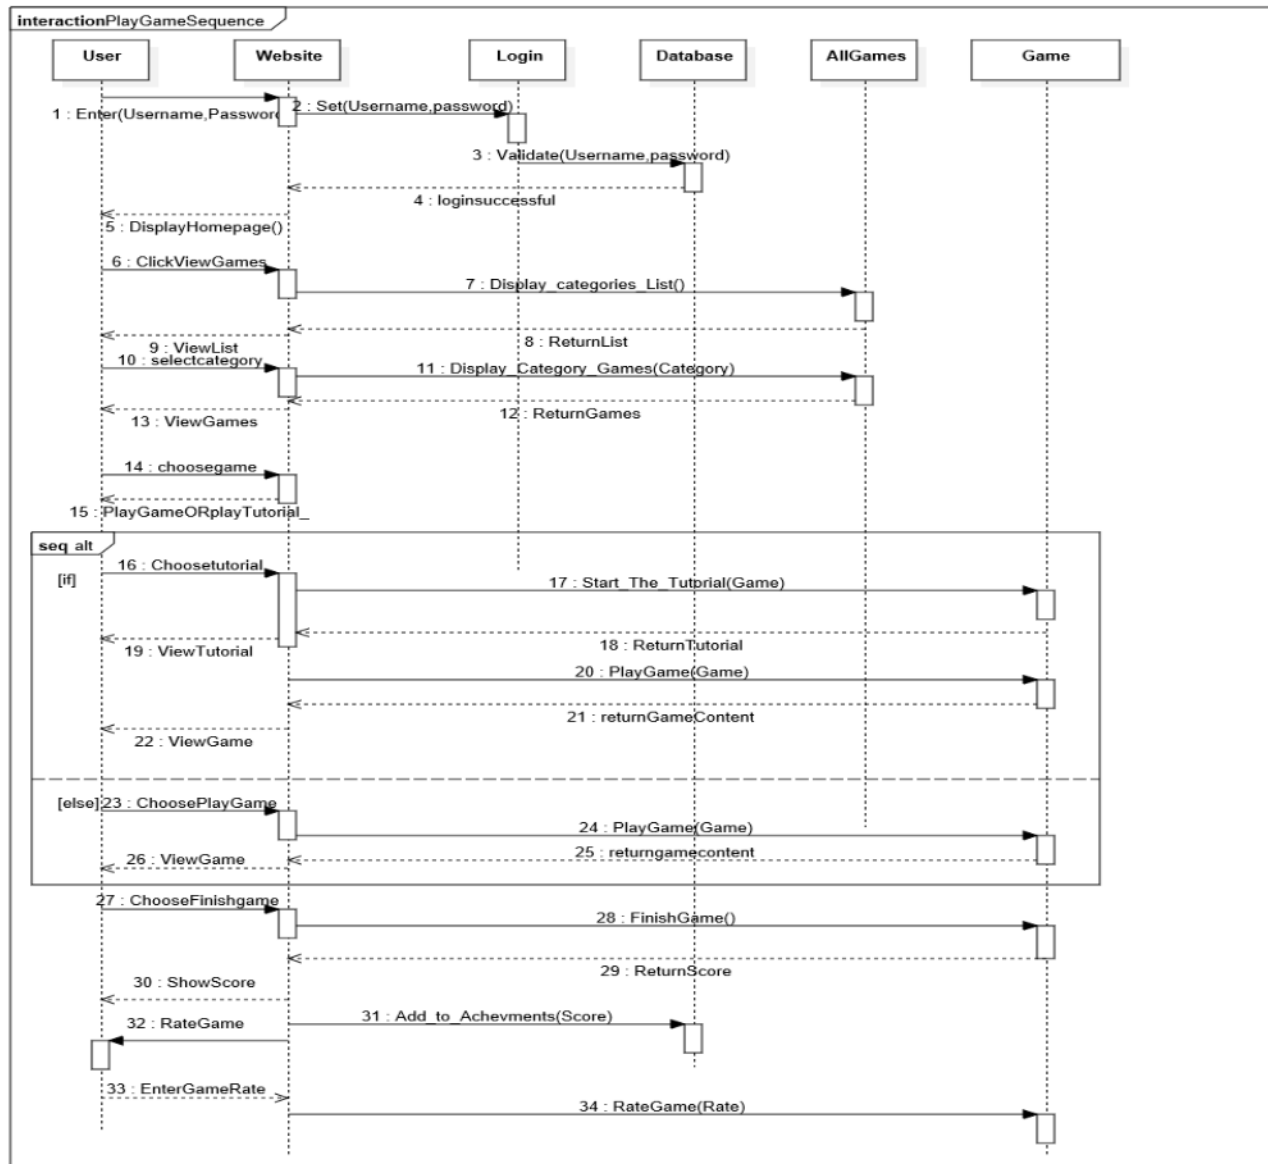 interactionPlayGameSequence
User
Website
Login
Database
AllGames
Game
1 : Enter(Username,Password
2 : Set(Username,password)
3 : Validate(Username,password)
4 : loginsuccessful
5 : DisplayHomepage()
6 : ClickViewGames
7 : Display_categories_List()
8 : ReturnList
9 : ViewList
10 : selectcategory
11 : Display_Category_Games(Category)
12 : ReturnGames
13 : ViewGames
14 : choosegame
15 : PlayGameORplayTutorial_
seq alt
[if]
16 : Choosetutorial
17 : Start_The_Tutorial(Game)
18 : ReturnTutorial
19 : ViewTutorial
20 : PlayGame(Game)
21 : returnGameContent
22 : ViewGame
[else]
23 : ChoosePlayGame
24 : PlayGame(Game)
25 : returngamecontent
26 : ViewGame
27 : ChooseFinishgame
28 : FinishGame()
29 : ReturnScore
30 : ShowScore
31 : Add_to_Achevments(Score)
32 : RateGame
33 : EnterGameRate
34 : RateGame(Rate)